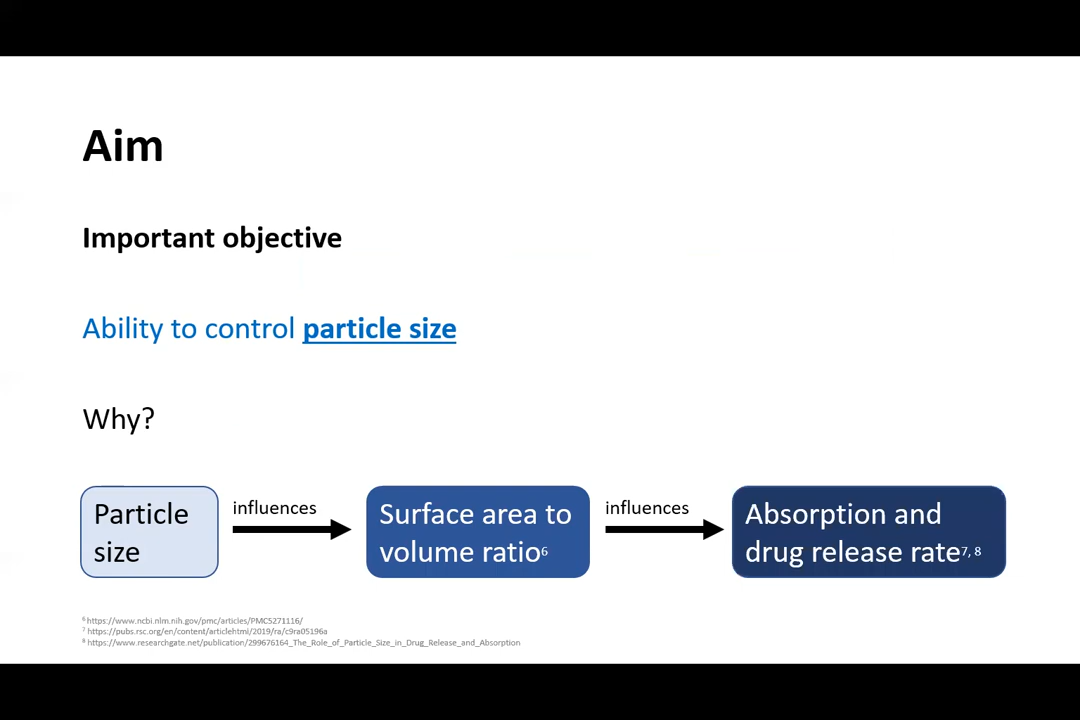 Aim
Important objective
Ability to control particle size
Why?
Particle
size
influences
Surface area to
volume ratio⁶
influences
Absorption and
drug release rate⁷, ⁸
⁶ https://www.ncbi.nlm.nih.gov/pmc/articles/PMC5271116/
⁷ https://pubs.rsc.org/en/content/articlehtml/2019/ra/c9ra05196a
⁸ https://www.researchgate.net/publication/299676164_The_Role_of_Particle_Size_in_Drug_Release_and_Absorption